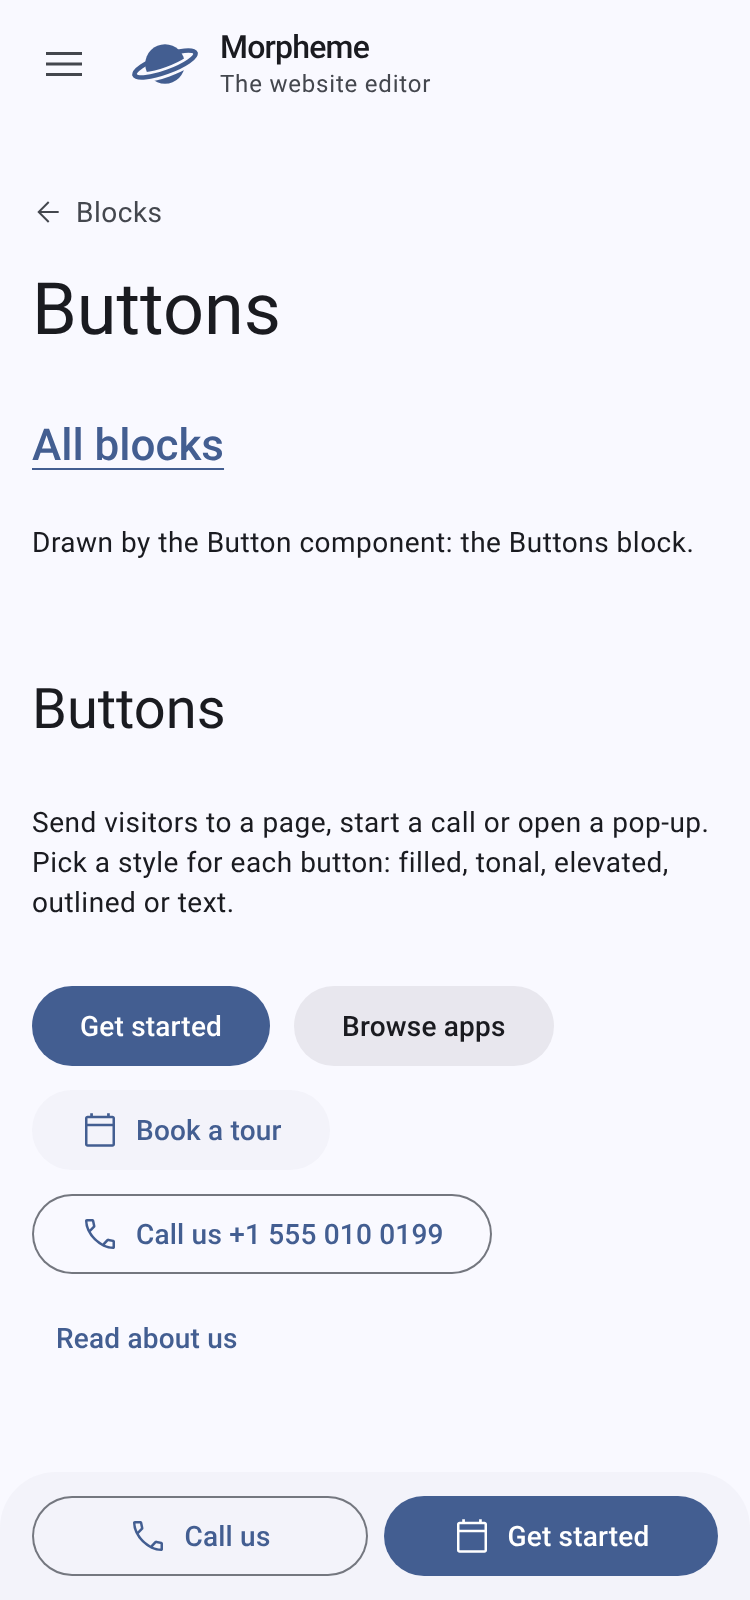 Morpheme
The website editor
Blocks
Buttons
All blocks
Drawn by the Button component: the Buttons block.
Buttons
Send visitors to a page, start a call or open a pop-up.
Pick a style for each button: filled, tonal, elevated,
outlined or text.
Get started
Browse apps
Book a tour
Call us +1 555 010 0199
Read about us
Call us
Get started